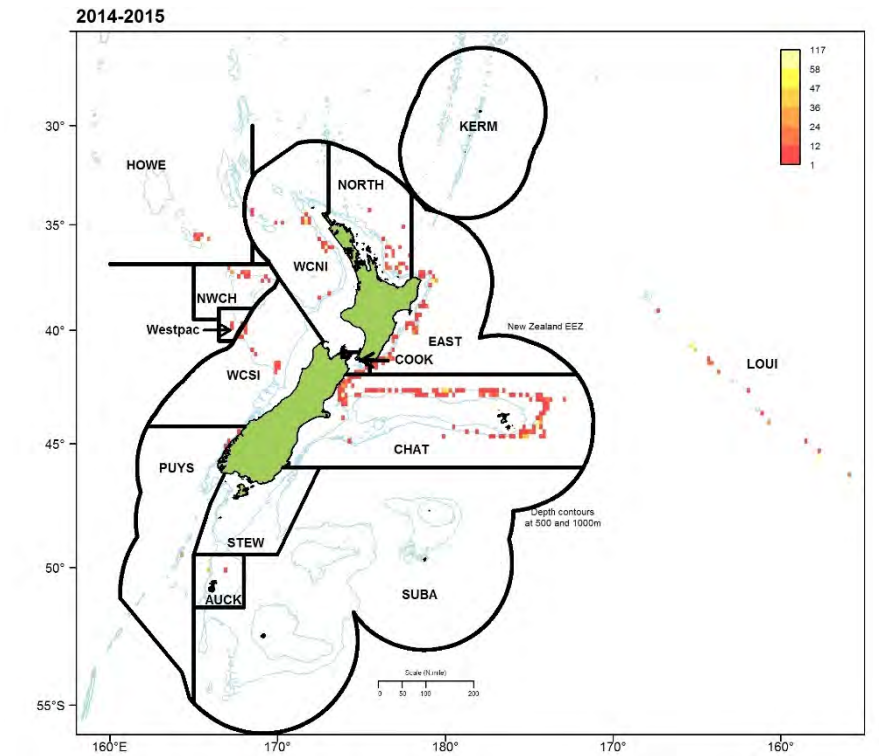 2014-2015
117
58
47
36
24
12
1
30°
KERM
HOWE
NORTH
35°
WCNI
NWCH
Westpac
40°
EAST
New Zealand EEZ
COOK
LOUI
WCSI
45°
CHAT
PUYS
Depth contours
at 500 and 1000m
STEW
50°
AUCK
SUBA
Scale (N.mile)
0 50 100 200
55°S
160°E 170° 180° 170° 160°